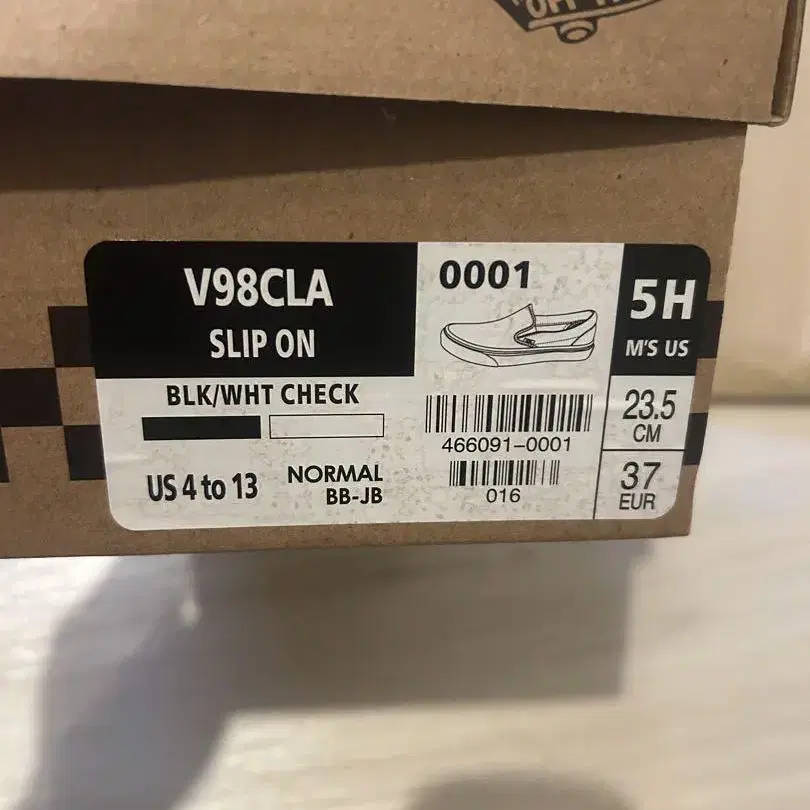 OFF
V98CLA
SLIP ON
BLK/WHT CHECK
US 4 to 13
NORMAL
BB-JB
0001
466091-0001
016
5H
M'S US
23.5
CM
37
EUR